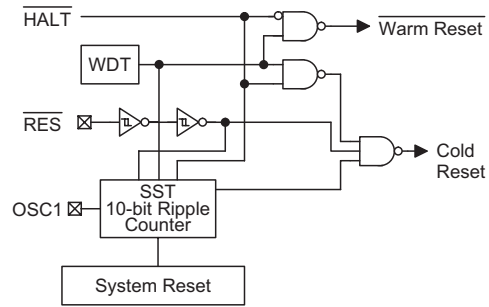 HALT
Warm Reset
WDT
RES
Cold
Reset
SST
10-bit Ripple
Counter
OSC1
System Reset